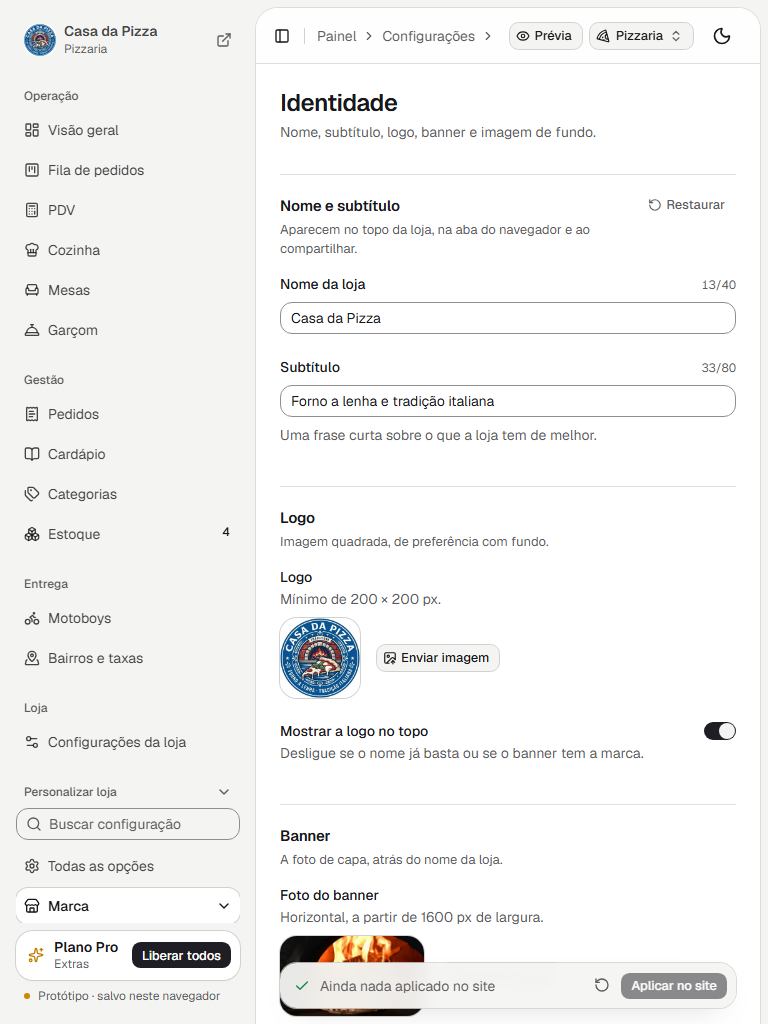 Casa da Pizza
Pizzaria
Operação
Visão geral
Fila de pedidos
PDV
Cozinha
Mesas
Garçom
Gestão
Pedidos
Cardápio
Categorias
Estoque 4
Entrega
Motoboys
Bairros e taxas
Loja
Configurações da loja
Personalizar loja
Buscar configuração
Todas as opções
Marca
Plano Pro
Extras
Liberar todos
Protótipo · salvo neste navegador
Painel Configurações
Prévia
Pizzaria
Identidade
Nome, subtítulo, logo, banner e imagem de fundo.
Nome e subtítulo
Restaurar
Aparecem no topo da loja, na aba do navegador e ao
compartilhar.
Nome da loja 13/40
Casa da Pizza
Subtítulo 33/80
Forno a lenha e tradição italiana
Uma frase curta sobre o que a loja tem de melhor.
Logo
Imagem quadrada, de preferência com fundo.
Logo
Mínimo de 200 × 200 px.
CASA DA PIZZA
FORNO A LENHA · TRADIÇÃO ITALIANA
Enviar imagem
Mostrar a logo no topo
Desligue se o nome já basta ou se o banner tem a marca.
Banner
A foto de capa, atrás do nome da loja.
Foto do banner
Horizontal, a partir de 1600 px de largura.
Ainda nada aplicado no site
Aplicar no site